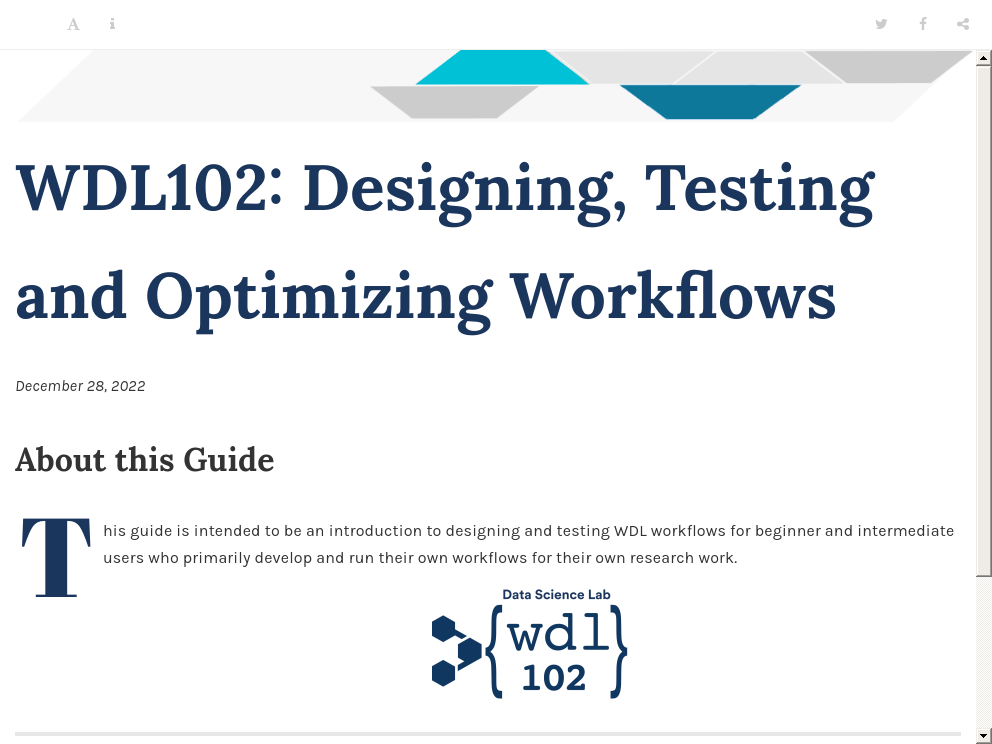 A i
WDL102: Designing, Testing
and Optimizing Workflows
December 28, 2022
About this Guide
This guide is intended to be an introduction to designing and testing WDL workflows for beginner and intermediate
users who primarily develop and run their own workflows for their own research work.
Data Science Lab
{wdl
102}